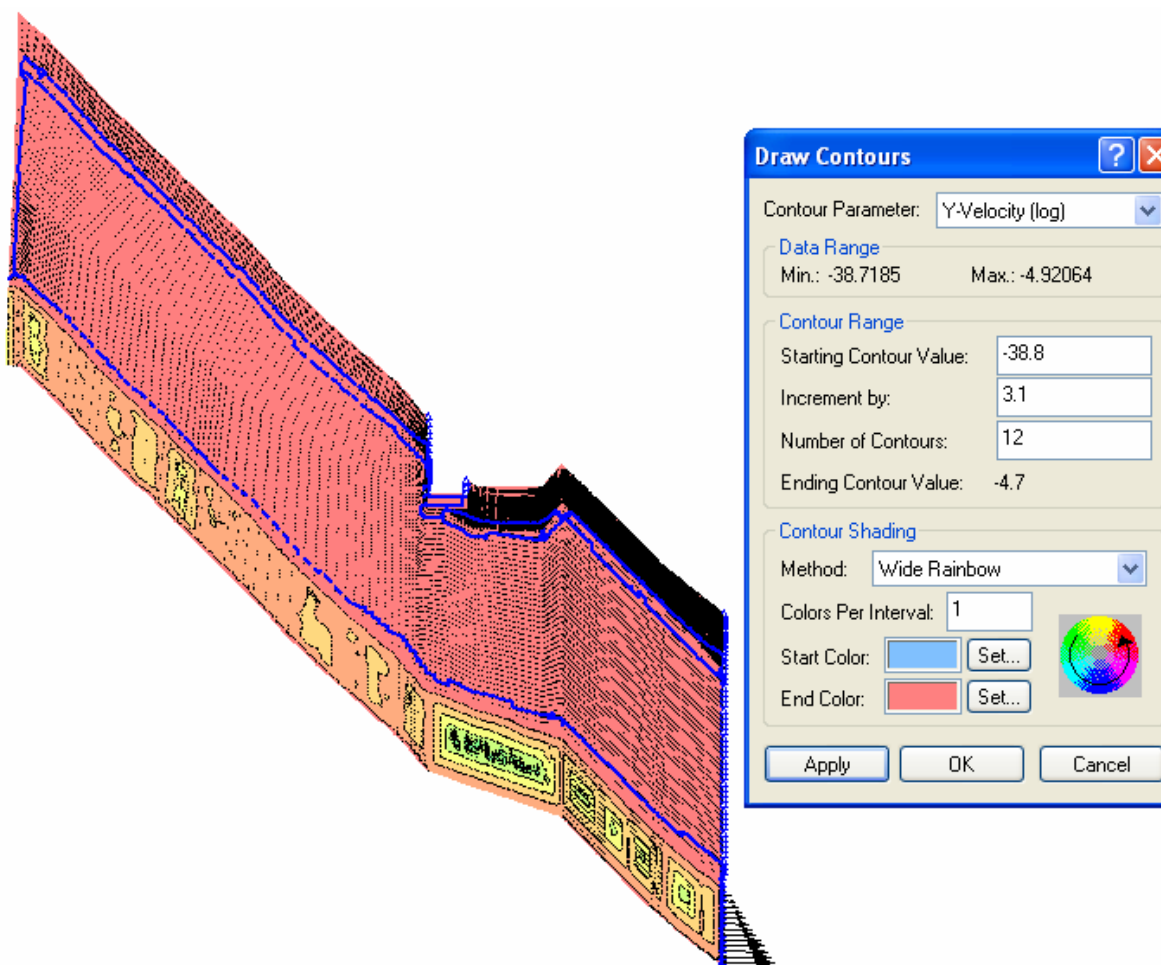 Draw Contours
Contour Parameter: Y-Velocity (log)
Data Range
Min.: -38.7185 Max.: -4.92064
Contour Range
Starting Contour Value: -38.8
Increment by: 3.1
Number of Contours: 12
Ending Contour Value: -4.7
Contour Shading
Method: Wide Rainbow
Colors Per Interval: 1
Start Color: Set...
End Color: Set...
Apply OK Cancel